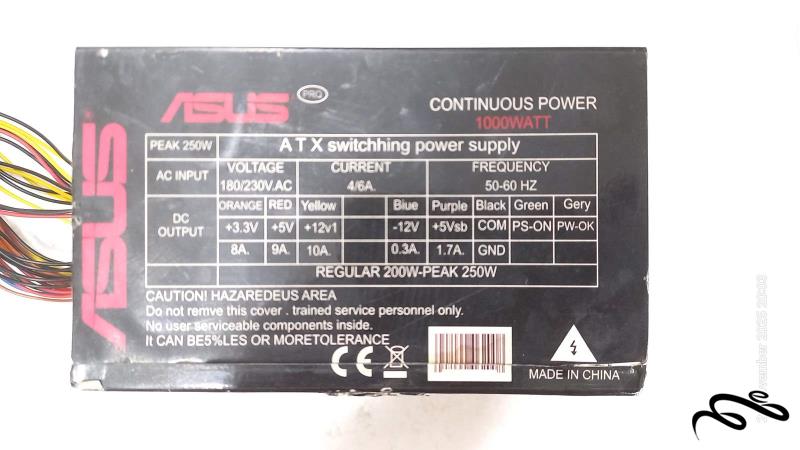 ASUS
ASUS PRO
CONTINUOUS POWER
1000WATT
PEAK 250W ATX switchhing power supply
AC INPUT VOLTAGE CURRENT FREQUENCY
180/230V.AC 4/6A. 50-60 HZ
DC OUTPUT ORANGE RED Yellow Blue Purple Black Green Gery
+3.3V +5V +12v1 -12V +5Vsb COM PS-ON PW-OK
8A. 9A. 10A. 0.3A. 1.7A. GND
REGULAR 200W-PEAK 250W
CAUTION! HAZAREDEUS AREA
Do not remve this cover . trained service personnel only.
No user serviceable components inside.
It CAN BE5%LES OR MORETOLERANCE
CE
MADE IN CHINA